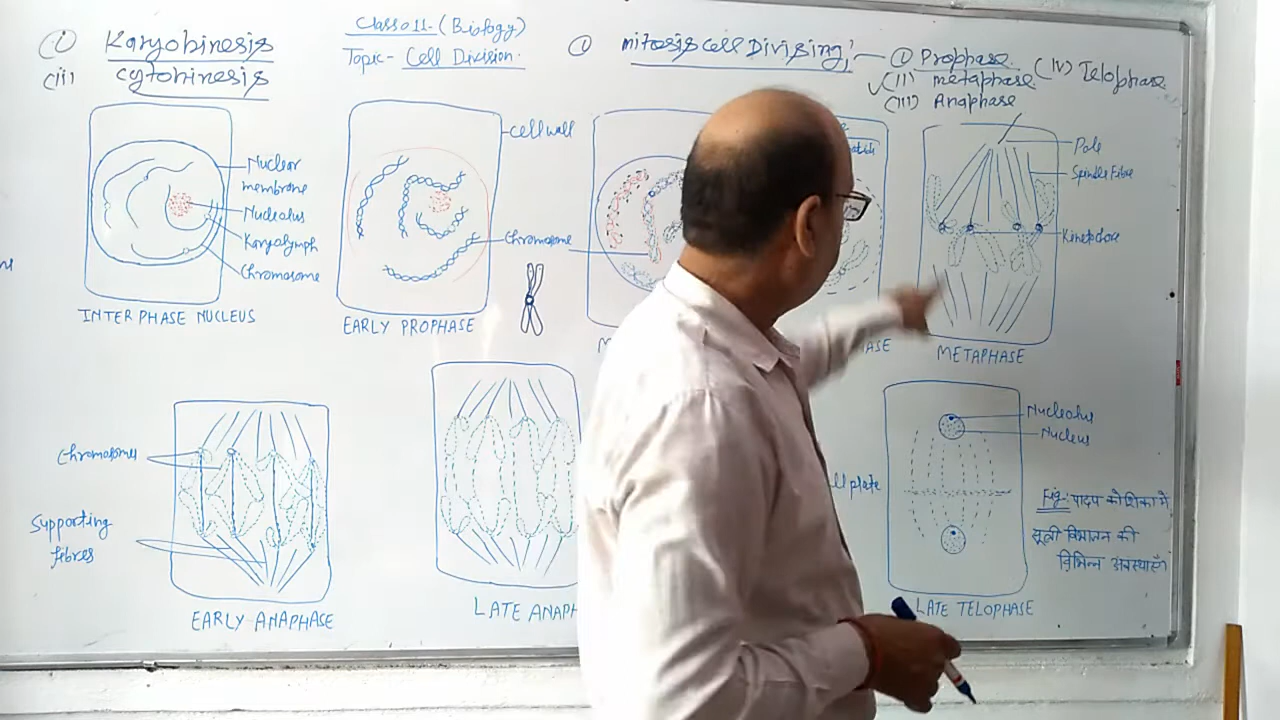 (i) Karyokinesis
(ii) cytokinesis
Class 11-(Biology)
Topic- Cell Division.
(i) mitosis cell Dividing;- (i) Prophase
(ii) metaphase
(iii) Anaphase
(iv) Telophase
Nuclear
membrane
Nucleolus
Karyolymph
Chromosome
INTERPHASE NUCLEUS
cell wall
Chromosome
EARLY PROPHASE
Pole
Spindle Fibre
Kinetochore
METAPHASE
Chromosomes
Supporting
fibres
EARLY ANAPHASE
LATE ANAPH
ll plate
Nucleolus
Nucleus
LATE TELOPHASE
Fig:- पादप कोशिका में
सूत्री विभाजन की
विभिन्न अवस्थाएँ